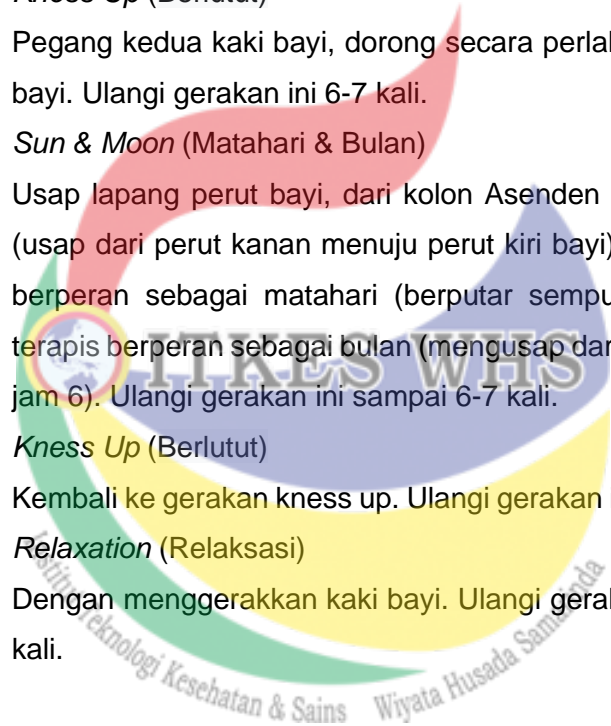 Kness Up (Berlutut)
Pegang kedua kaki bayi, dorong secara perlah
bayi. Ulangi gerakan ini 6-7 kali.
Sun & Moon (Matahari & Bulan)
Usap lapang perut bayi, dari kolon Asenden
(usap dari perut kanan menuju perut kiri bayi)
berperan sebagai matahari (berputar sempu
terapis berperan sebagai bulan (mengusap dar
ITKES WHS
jam 6). Ulangi gerakan ini sampai 6-7 kali.
Kness Up (Berlutut)
Kembali ke gerakan kness up. Ulangi gerakan
Relaxation (Relaksasi)
Dengan menggerakkan kaki bayi. Ulangi geral
kali.
Institut Teknologi Kesehatan & Sains Wiyata Husada Samarinda